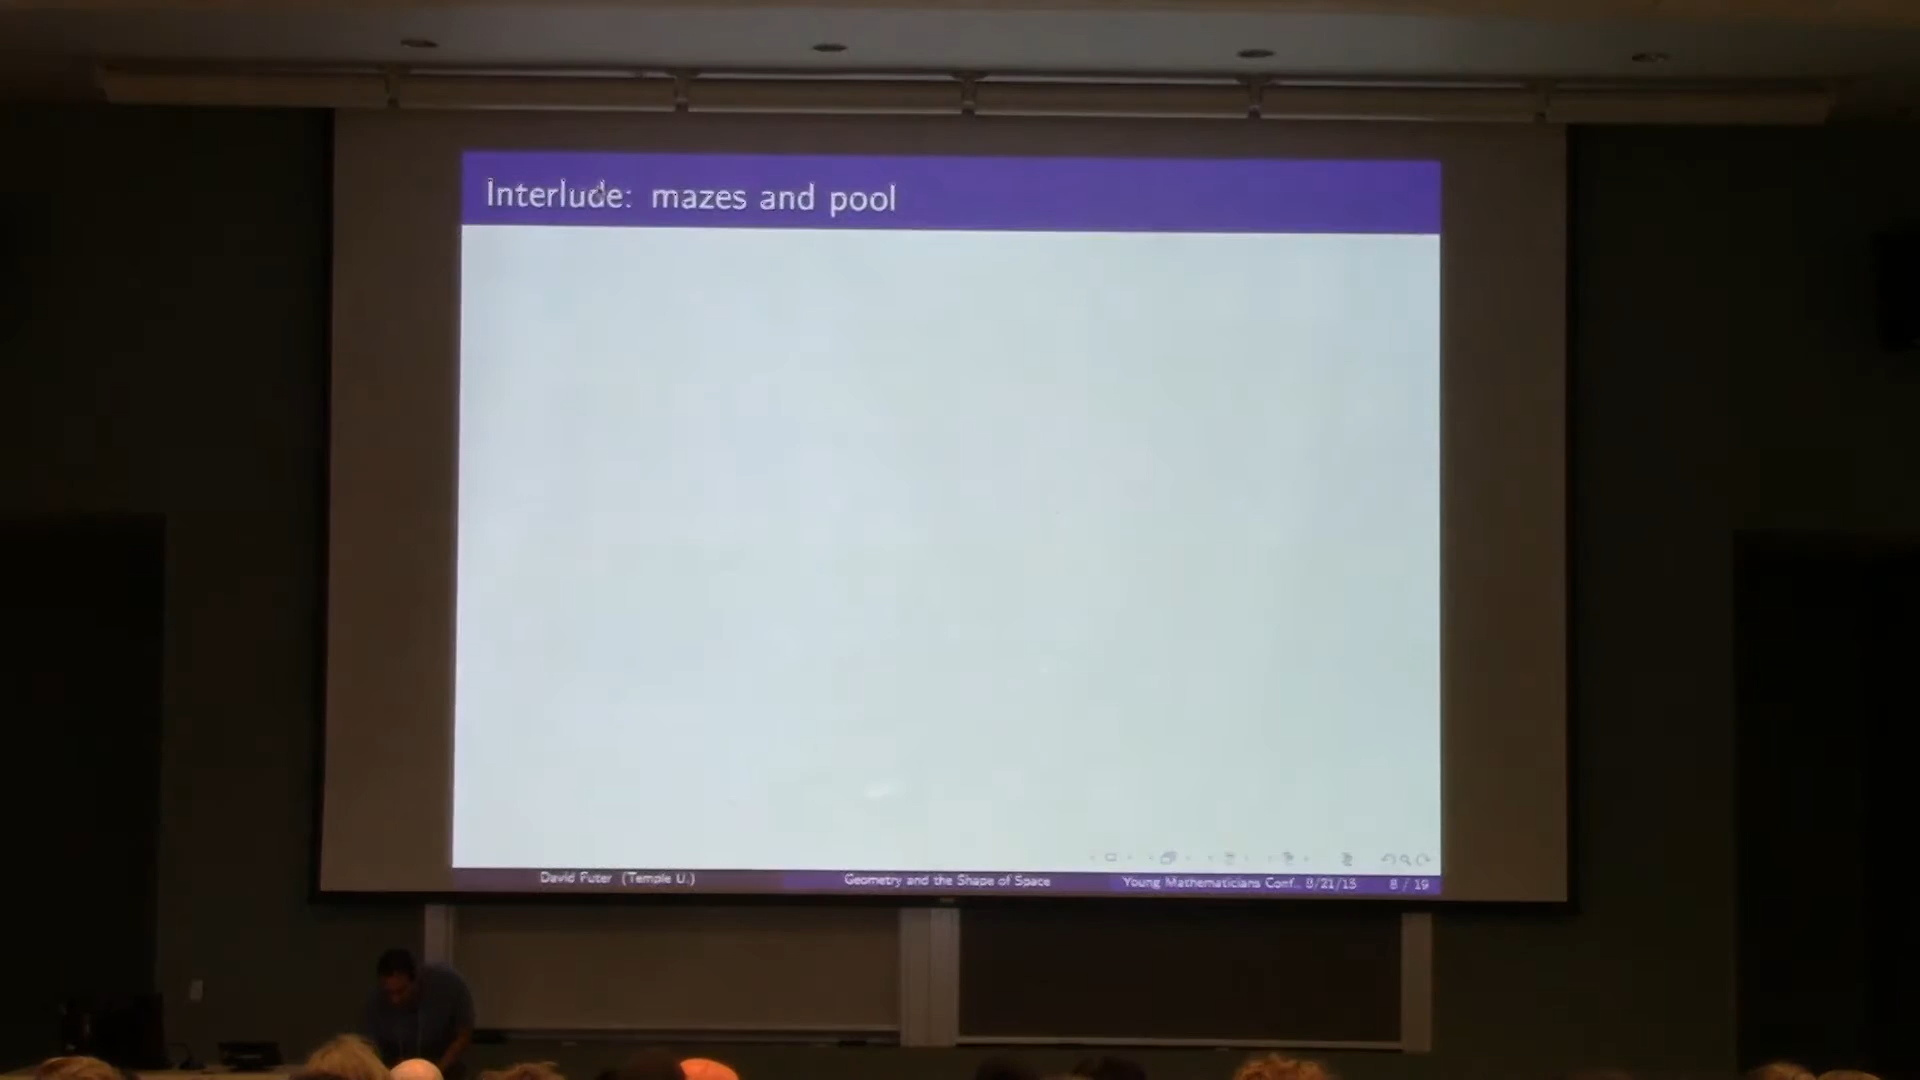 Interlude: mazes and pool
David Futer (Temple U.)
Geometry and the Shape of Space
Young Mathematicians Conf., 8/21/15
8 / 19